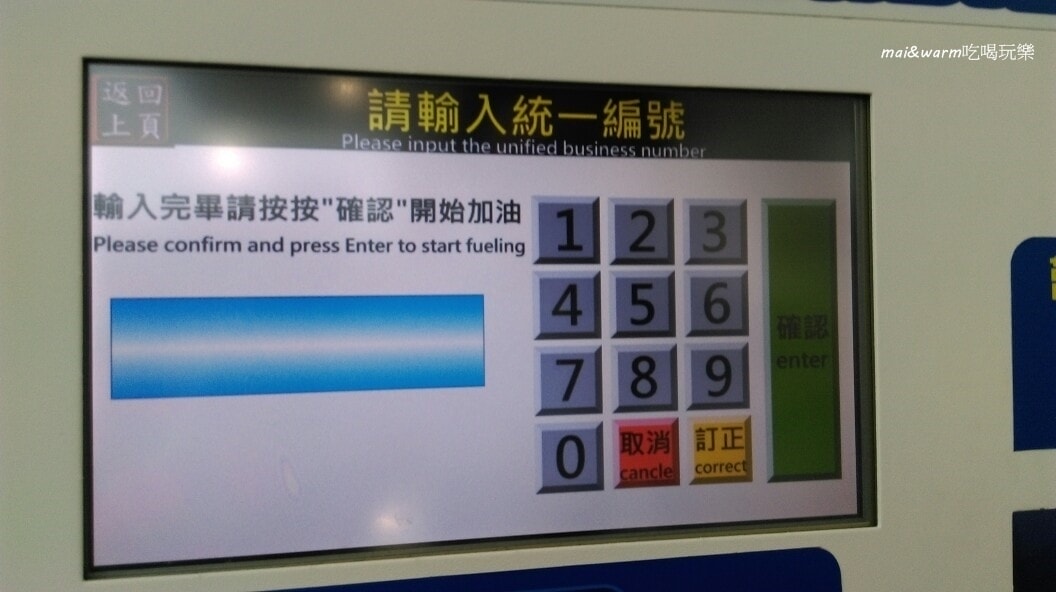 mai&warm吃喝玩樂
返回
上頁
請輸入統一編號
Please input the unified business number
輸入完畢請按按"確認"開始加油
Please confirm and press Enter to start fueling
1 2 3
4 5 6
7 8 9
0 取消 訂正
cancle correct
確認
enter